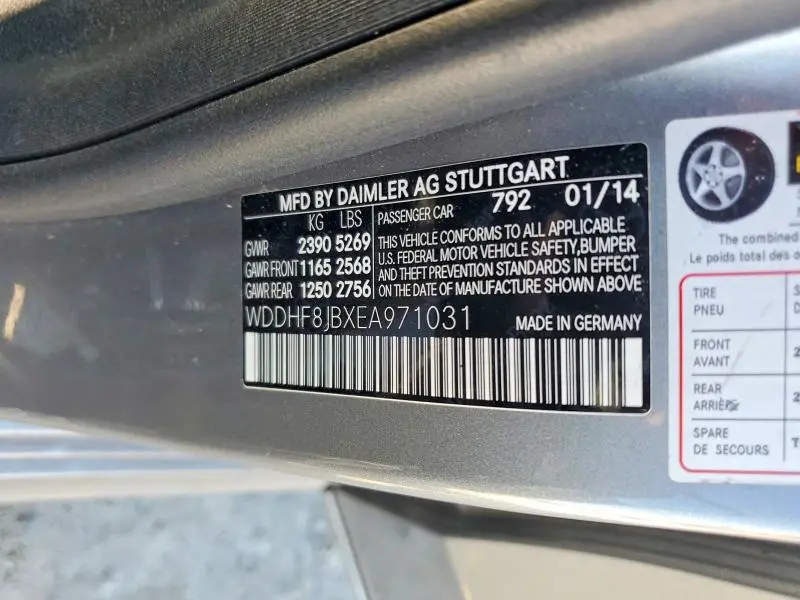 MFD BY DAIMLER AG STUTTGART
KG LBS PASSENGER CAR 792 01/14
GVWR 2390 5269
GAWR FRONT 1165 2568
GAWR REAR 1250 2756
THIS VEHICLE CONFORMS TO ALL APPLICABLE
U.S. FEDERAL MOTOR VEHICLE SAFETY,BUMPER
AND THEFT PREVENTION STANDARDS IN EFFECT
ON THE DATE OF MANUFACTURE SHOWN ABOVE
WDDHF8JBXEA971031 MADE IN GERMANY
The combined
Le poids total des
TIRE
PNEU
FRONT
AVANT
REAR
ARRIÈRE
SPARE
DE SECOURS